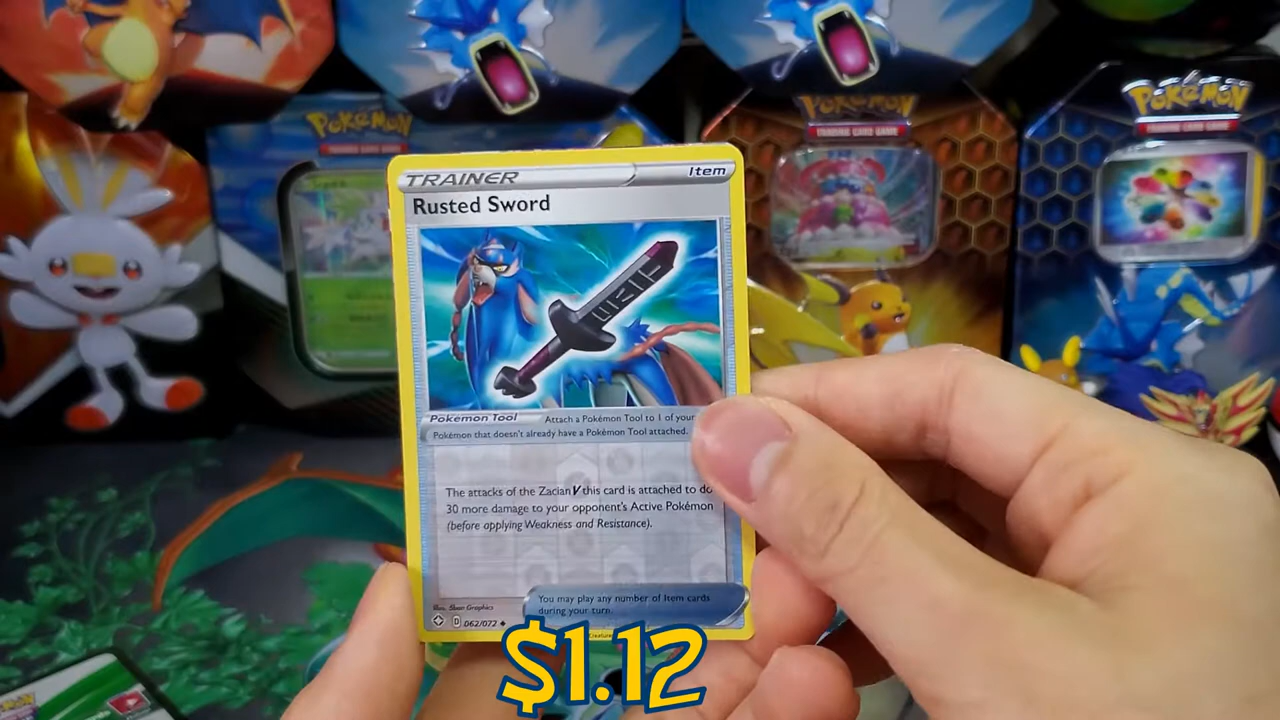 POKÉMON
TRADING CARD GAME
POKÉMON
TRADING CARD GAME
POKÉMON
TRADING CARD GAME
TRAINER
Item
Rusted Sword
Pokémon Tool
Attach a Pokémon Tool to 1 of your
Pokémon that doesn't already have a Pokémon Tool attached.
The attacks of the Zacian V this card is attached to do
30 more damage to your opponent's Active Pokémon
(before applying Weakness and Resistance).
You may play any number of Item cards
during your turn.
Illus. 5ban Graphics
D 062/072
$1.12